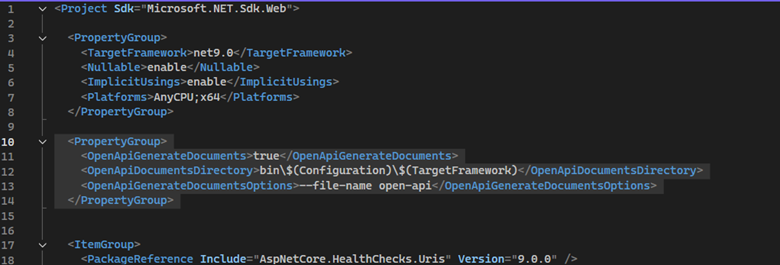 1 <Project Sdk="Microsoft.NET.Sdk.Web">
2
3 <PropertyGroup>
4 <TargetFramework>net9.0</TargetFramework>
5 <Nullable>enable</Nullable>
6 <ImplicitUsings>enable</ImplicitUsings>
7 <Platforms>AnyCPU;x64</Platforms>
8 </PropertyGroup>
9
10 <PropertyGroup>
11 <OpenApiGenerateDocuments>true</OpenApiGenerateDocuments>
12 <OpenApiDocumentsDirectory>bin\$(Configuration)\$(TargetFramework)</OpenApiDocumentsDirectory>
13 <OpenApiGenerateDocumentsOptions>--file-name open-api</OpenApiGenerateDocumentsOptions>
14 </PropertyGroup>
15
16
17 <ItemGroup>
18 <PackageReference Include="AspNetCore.HealthChecks.Uris" Version="9.0.0" />